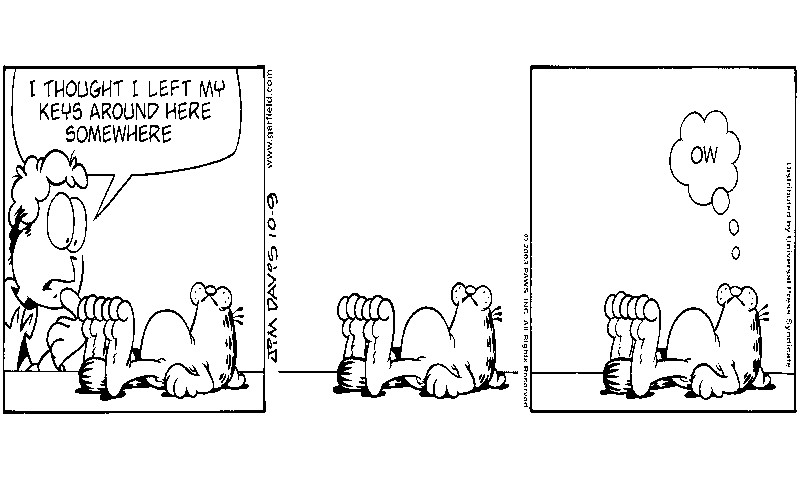 I THOUGHT I LEFT MY
KEYS AROUND HERE
SOMEWHERE
www.garfield.com
JIM DAVIS 10-9
© 2003 PAWS, INC. All Rights Reserved
OW
Distributed by Universal Press Syndicate